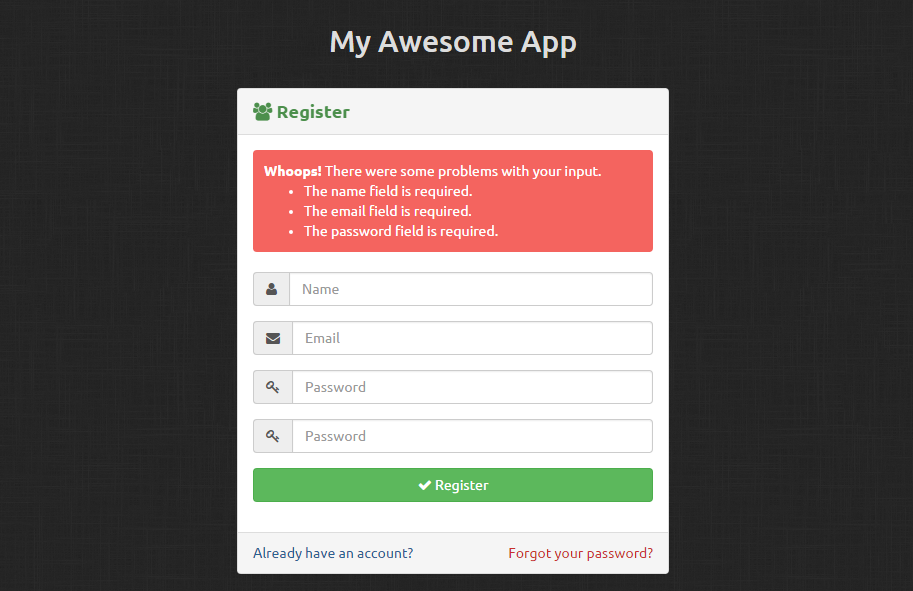 My Awesome App
Register
Whoops! There were some problems with your input.
• The name field is required.
• The email field is required.
• The password field is required.
Name
Email
Password
Password
Register
Already have an account? Forgot your password?